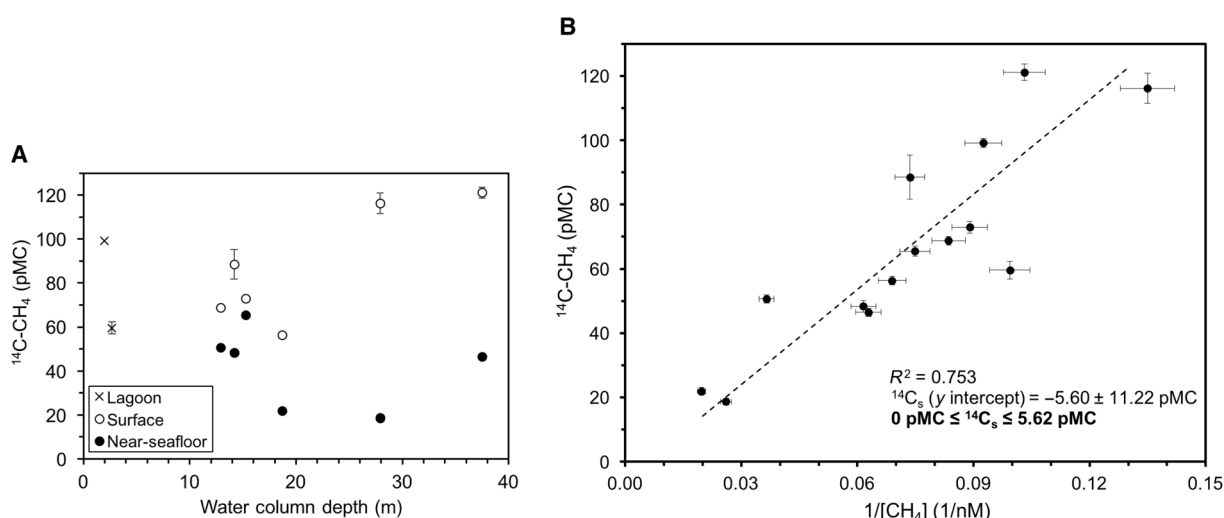 A
120
100
80
60
40
20
0
¹⁴C-CH₄ (pMC)
× Lagoon
○ Surface
● Near-seafloor
0 10 20 30 40
Water column depth (m)
B
120
100
80
60
40
20
0
¹⁴C-CH₄ (pMC)
R² = 0.753
¹⁴Cₛ (y intercept) = −5.60 ± 11.22 pMC
0 pMC ≤ ¹⁴Cₛ ≤ 5.62 pMC
0.00 0.03 0.06 0.09 0.12 0.15
1/[CH₄] (1/nM)